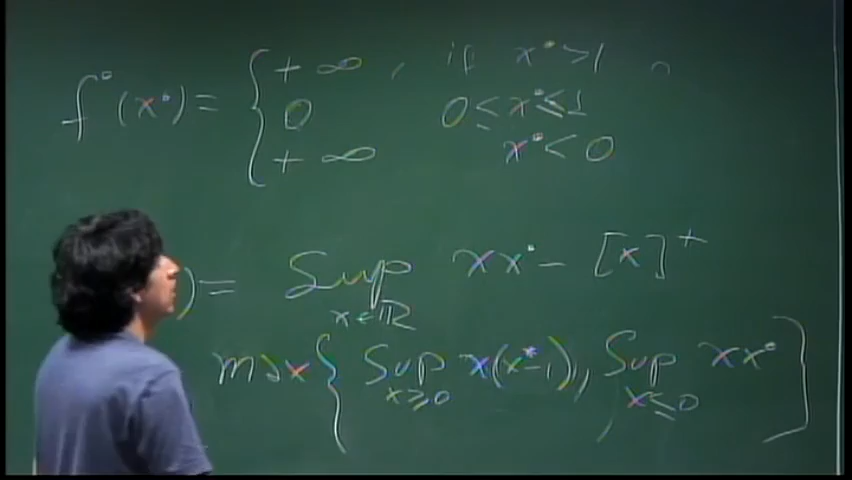 f*(x*) = { +∞ , if x* > 1 ,
0 0 ≤ x* ≤ 1
+∞ x* < 0
) = Sup xx* − [x]⁺
x ∈ ℝ
max { Sup x(x* − 1), Sup xx* }
x ≥ 0 x ≤ 0